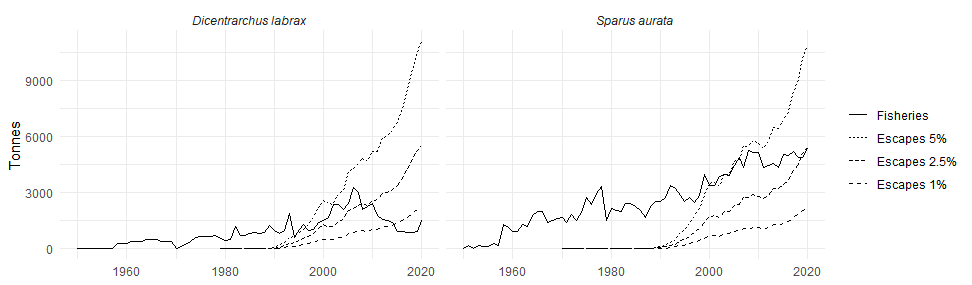 Dicentrarchus labrax
Sparus aurata
Tonnes
9000
6000
3000
0
1960
1980
2000
2020
1960
1980
2000
2020
Fisheries
Escapes 5%
Escapes 2.5%
Escapes 1%